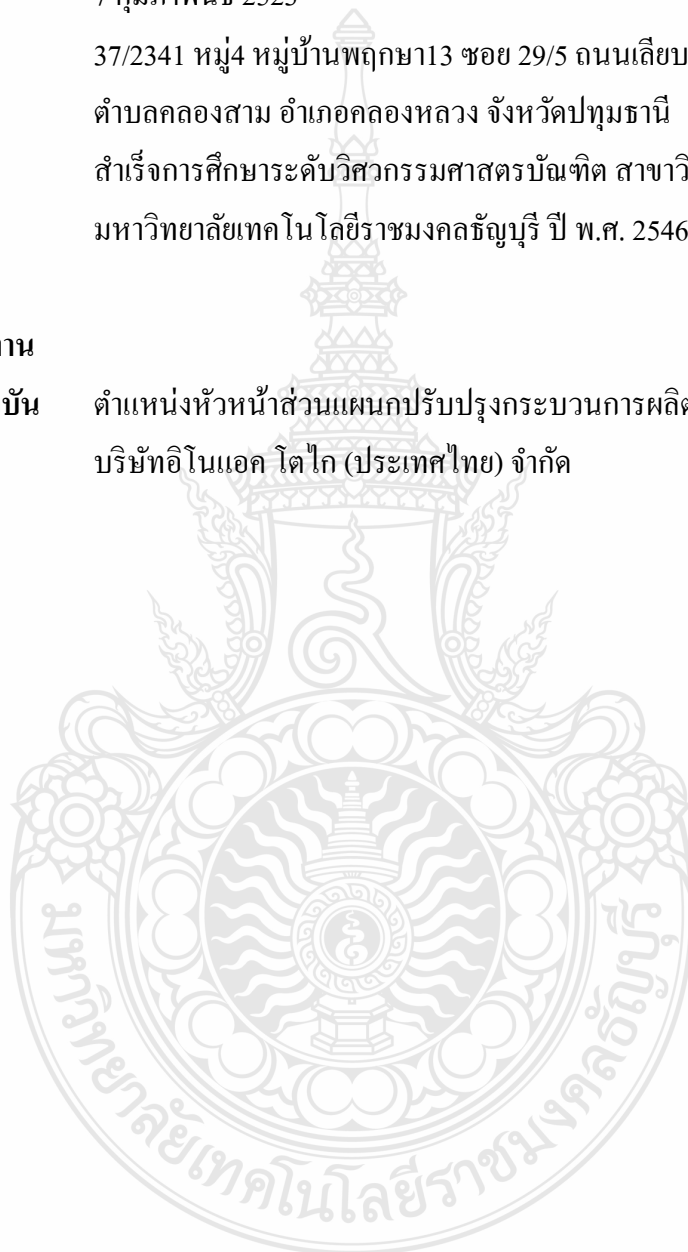 7 กุมภาพันธ์ 2523
37/2341 หมู่4 หมู่บ้านพฤกษา13 ซอย 29/5 ถนนเลียบ
ตำบลคลองสาม อำเภอคลองหลวง จังหวัดปทุมธานี
สำเร็จการศึกษาระดับวิศวกรรมศาสตรบัณฑิต สาขาวิ
มหาวิทยาลัยเทคโนโลยีราชมงคลธัญบุรี ปี พ.ศ. 2546
าน
บัน ตำแหน่งหัวหน้าส่วนแผนกปรับปรุงกระบวนการผลิต
บริษัทอิโนแอค โตไก (ประเทศไทย) จำกัด
มหาวิทยาลัยเทคโนโลยีราชมงคลธัญบุรี